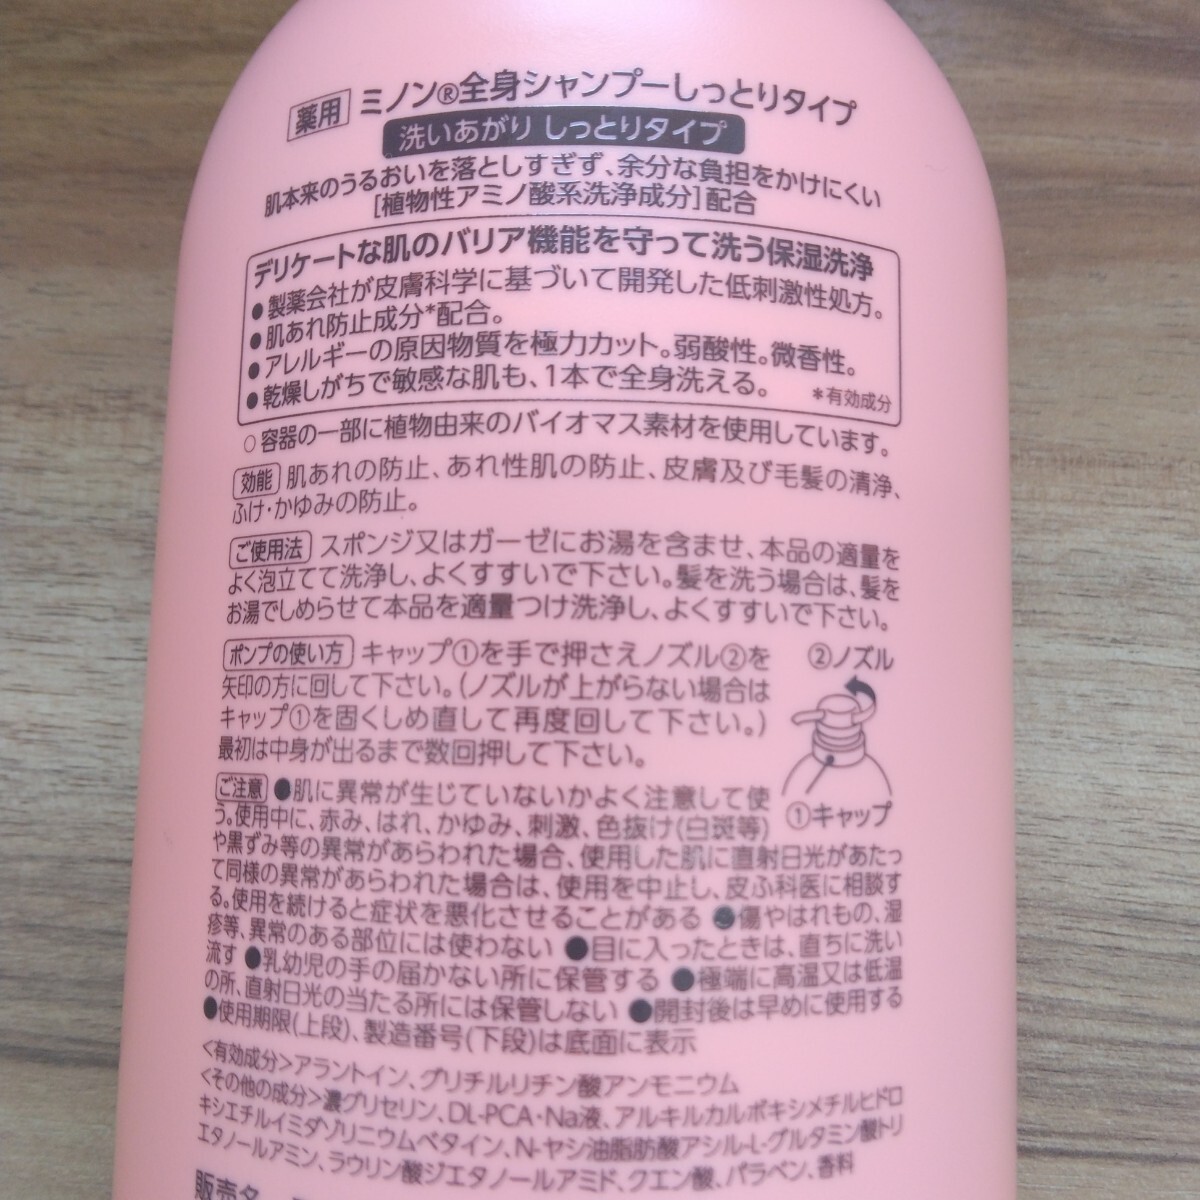 薬用 ミノン®全身シャンプーしっとりタイプ
洗いあがり しっとりタイプ
肌本来のうるおいを落としすぎず、余分な負担をかけにくい
[植物性アミノ酸系洗浄成分]配合
デリケートな肌のバリア機能を守って洗う保湿洗浄
●製薬会社が皮膚科学に基づいて開発した低刺激性処方。
●肌あれ防止成分*配合。
●アレルギーの原因物質を極力カット。弱酸性。微香性。
●乾燥しがちで敏感な肌も、1本で全身洗える。 *有効成分
○容器の一部に植物由来のバイオマス素材を使用しています。
効能 肌あれの防止、あれ性肌の防止、皮膚及び毛髪の清浄、
ふけ・かゆみの防止。
ご使用法 スポンジ又はガーゼにお湯を含ませ、本品の適量を
よく泡立てて洗浄し、よくすすいで下さい。髪を洗う場合は、髪を
お湯でしめらせて本品を適量つけ洗浄し、よくすすいで下さい。
ポンプの使い方 キャップ①を手で押さえノズル②を
矢印の方に回して下さい。(ノズルが上がらない場合は
キャップ①を固くしめ直して再度回して下さい。)
最初は中身が出るまで数回押して下さい。
②ノズル
①キャップ
ご注意 ●肌に異常が生じていないかよく注意して使
う。使用中に、赤み、はれ、かゆみ、刺激、色抜け(白斑等)
や黒ずみ等の異常があらわれた場合、使用した肌に直射日光があたっ
て同様の異常があらわれた場合は、使用を中止し、皮ふ科医に相談す
る。使用を続けると症状を悪化させることがある ●傷やはれもの、湿
疹等、異常のある部位には使わない ●目に入ったときは、直ちに洗い
流す ●乳幼児の手の届かない所に保管する ●極端に高温又は低温
の所、直射日光の当たる所には保管しない ●開封後は早めに使用する
●使用期限(上段)、製造番号(下段)は底面に表示
<有効成分>アラントイン、グリチルリチン酸アンモニウム
<その他の成分>濃グリセリン、DL-PCA・Na液、アルキルカルボキシメチルヒドロ
キシエチルイミダゾリニウムベタイン、N-ヤシ油脂肪酸アシル-L-グルタミン酸トリ
エタノールアミン、ラウリン酸ジエタノールアミド、クエン酸、パラベン、香料
販売名